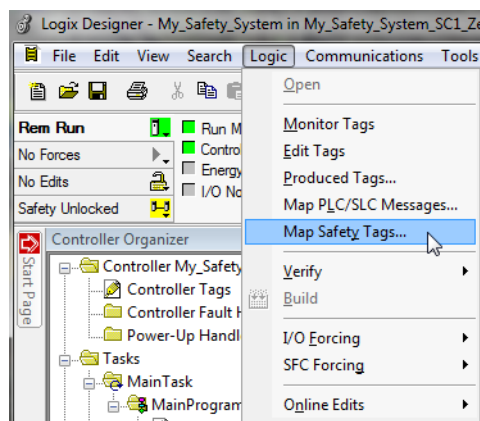 Logix Designer - My_Safety_System in My_Safety_System_SC1_Ze
File Edit View Search Logic Communications Tools
Open
Monitor Tags
Edit Tags
Produced Tags...
Map PLC/SLC Messages...
Map Safety Tags...
Verify
Build
I/O Forcing
SFC Forcing
Online Edits
Rem Run
No Forces
No Edits
Safety Unlocked
Run M
Contro
Energy
I/O No
Start Page
Controller Organizer
Controller My_Safety
Controller Tags
Controller Fault H
Power-Up Handl
Tasks
MainTask
MainProgram